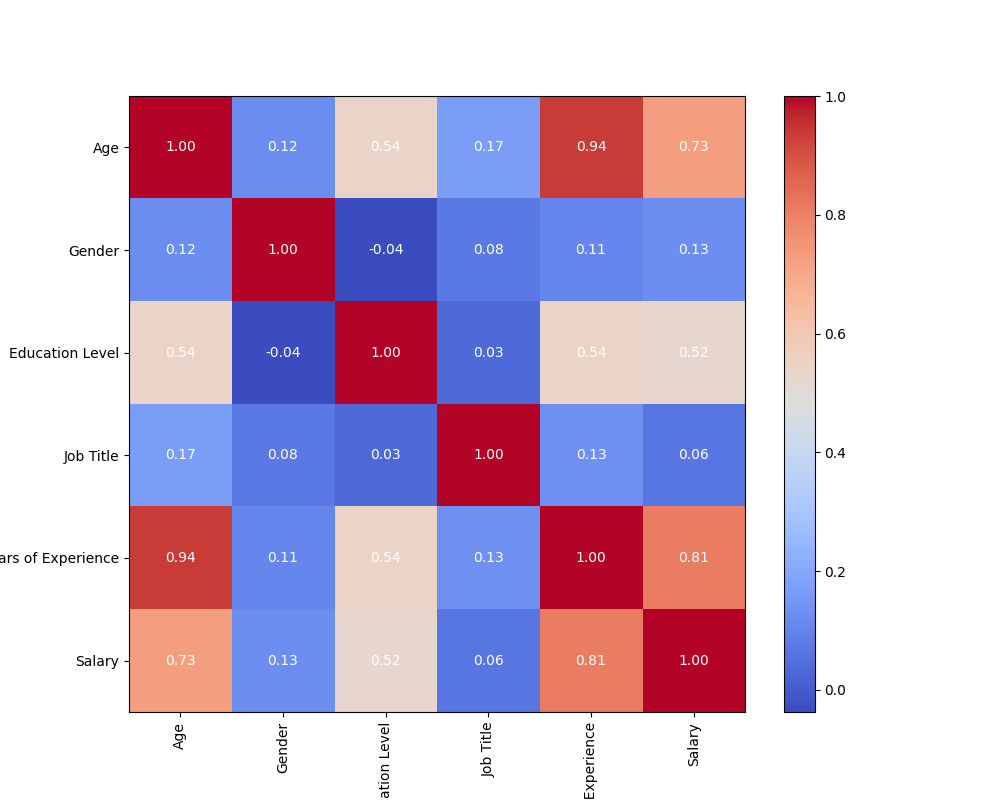 1.0
Age 1.00 0.12 0.54 0.17 0.94 0.73
0.8
Gender 0.12 1.00 -0.04 0.08 0.11 0.13
Education Level 0.54 -0.04 1.00 0.03 0.54 0.52
0.6
0.4
Job Title 0.17 0.08 0.03 1.00 0.13 0.06
ars of Experience 0.94 0.11 0.54 0.13 1.00 0.81
0.2
Salary 0.73 0.13 0.52 0.06 0.81 1.00
0.0
Age
Gender
ation Level
Job Title
Experience
Salary